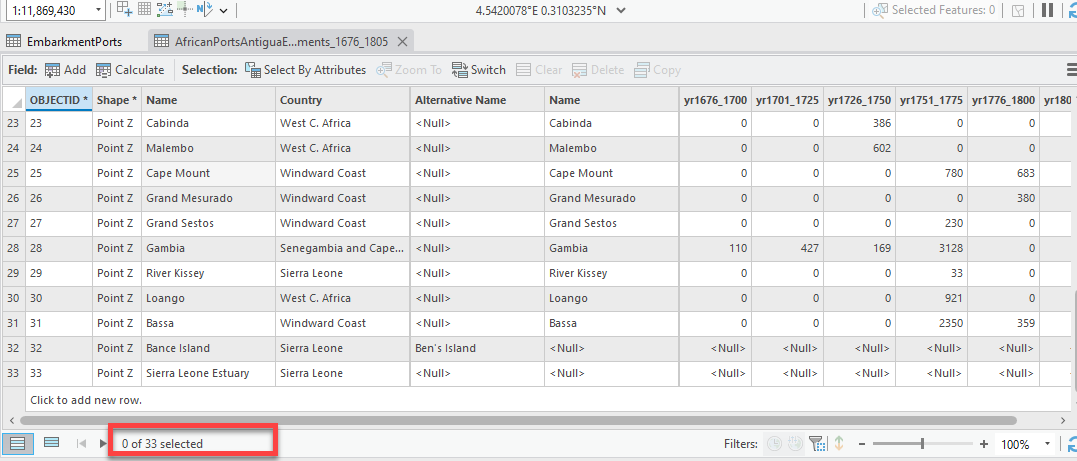 1:11,869,430 4.5420078°E 0.3103235°N Selected Features: 0
EmbarkmentPorts AfricanPortsAntiguaE...ments_1676_1805
Field: Add Calculate Selection: Select By Attributes Zoom To Switch Clear Delete Copy
OBJECTID * Shape * Name Country Alternative Name Name yr1676_1700 yr1701_1725 yr1726_1750 yr1751_1775 yr1776_1800 yr180
23 23 Point Z Cabinda West C. Africa <Null> Cabinda 0 0 386 0 0
24 24 Point Z Malembo West C. Africa <Null> Malembo 0 0 602 0 0
25 25 Point Z Cape Mount Windward Coast <Null> Cape Mount 0 0 0 780 683
26 26 Point Z Grand Mesurado Windward Coast <Null> Grand Mesurado 0 0 0 0 380
27 27 Point Z Grand Sestos Windward Coast <Null> Grand Sestos 0 0 0 230 0
28 28 Point Z Gambia Senegambia and Cape... <Null> Gambia 110 427 169 3128 0
29 29 Point Z River Kissey Sierra Leone <Null> River Kissey 0 0 0 33 0
30 30 Point Z Loango West C. Africa <Null> Loango 0 0 0 921 0
31 31 Point Z Bassa Windward Coast <Null> Bassa 0 0 0 2350 359
32 32 Point Z Bance Island Sierra Leone Ben's Island <Null> <Null> <Null> <Null> <Null> <Null>
33 33 Point Z Sierra Leone Estuary Sierra Leone <Null> <Null> <Null> <Null> <Null> <Null> <Null>
Click to add new row.
0 of 33 selected Filters: 100%